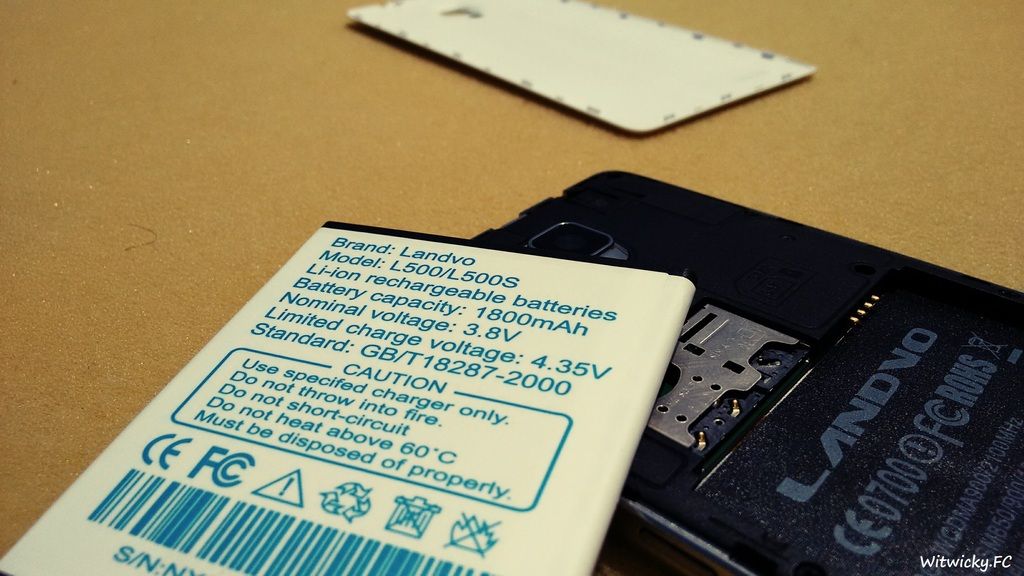 Brand: Landvo
Model: L500/L500S
Li-ion rechargeable batteries
Battery capacity: 1800mAh
Nominal voltage: 3.8V
Limited charge voltage: 4.35V
Standard: GB/T18287-2000
CAUTION
Use specifed charger only.
Do not throw into fire.
Do not short-circuit
Do not heat above 60°C
Must be disposed of properly.
CE FC
S/N:NX
LANDVO
CE0700 FC ROHS
Witwicky.FC